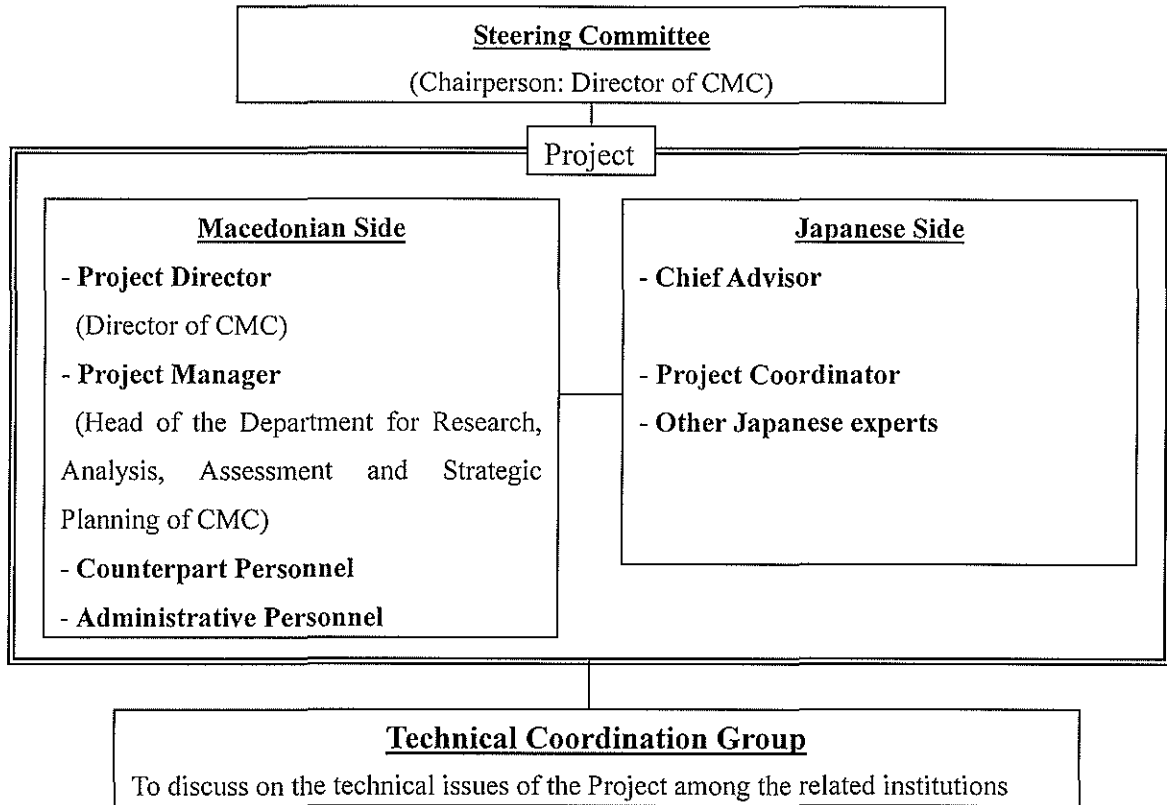 Steering Committee
(Chairperson: Director of CMC)
Project
Macedonian Side
- Project Director
(Director of CMC)
- Project Manager
(Head of the Department for Research,
Analysis, Assessment and Strategic
Planning of CMC)
- Counterpart Personnel
- Administrative Personnel
Japanese Side
- Chief Advisor
- Project Coordinator
- Other Japanese experts
Technical Coordination Group
To discuss on the technical issues of the Project among the related institutions